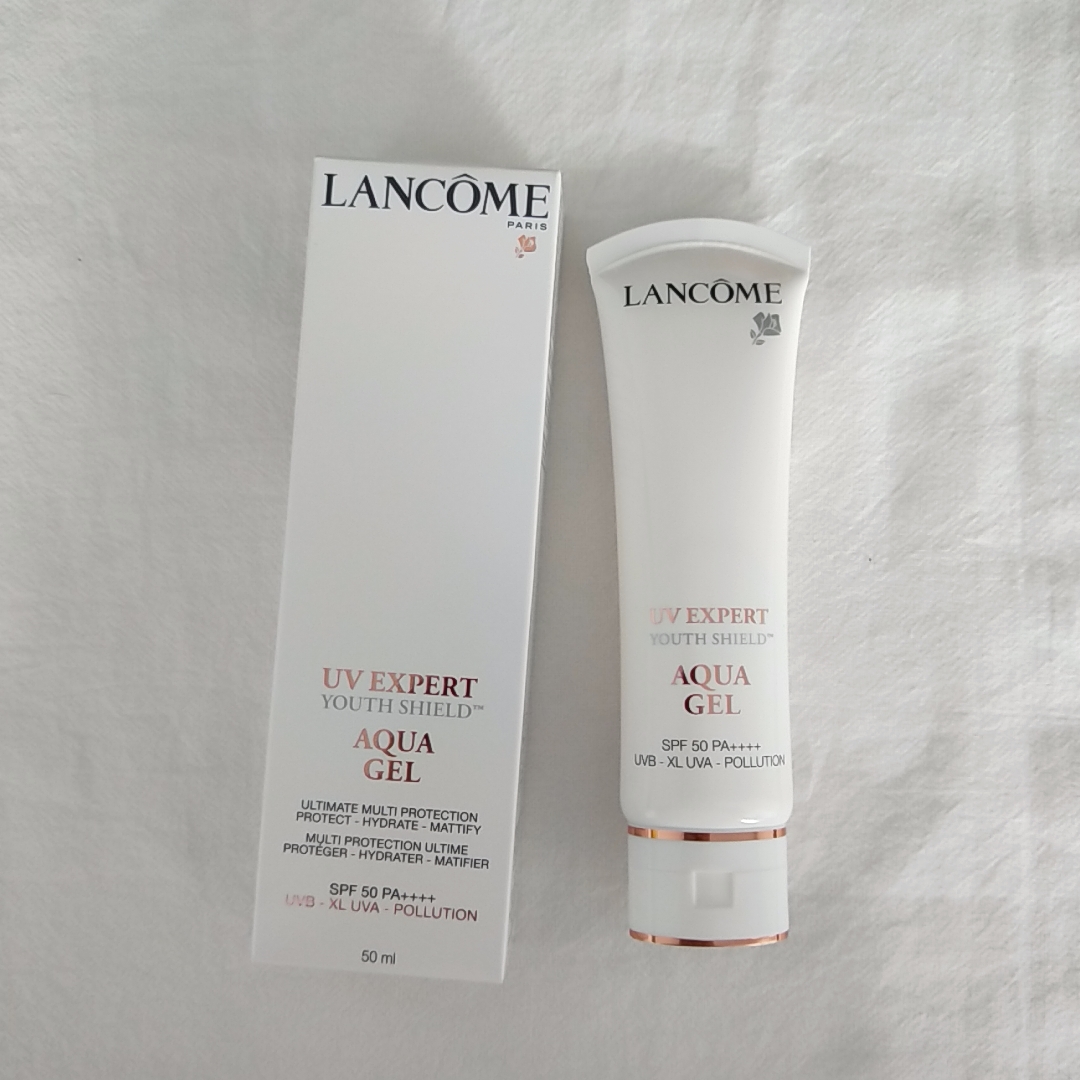 LANCÔME
PARIS
UV EXPERT
YOUTH SHIELD™
AQUA
GEL
ULTIMATE MULTI PROTECTION
PROTECT - HYDRATE - MATTIFY
MULTI PROTECTION ULTIME
PROTÉGER - HYDRATER - MATIFIER
SPF 50 PA++++
UVB - XL UVA - POLLUTION
50 ml
LANCÔME
UV EXPERT
YOUTH SHIELD™
AQUA
GEL
SPF 50 PA++++
UVB - XL UVA - POLLUTION